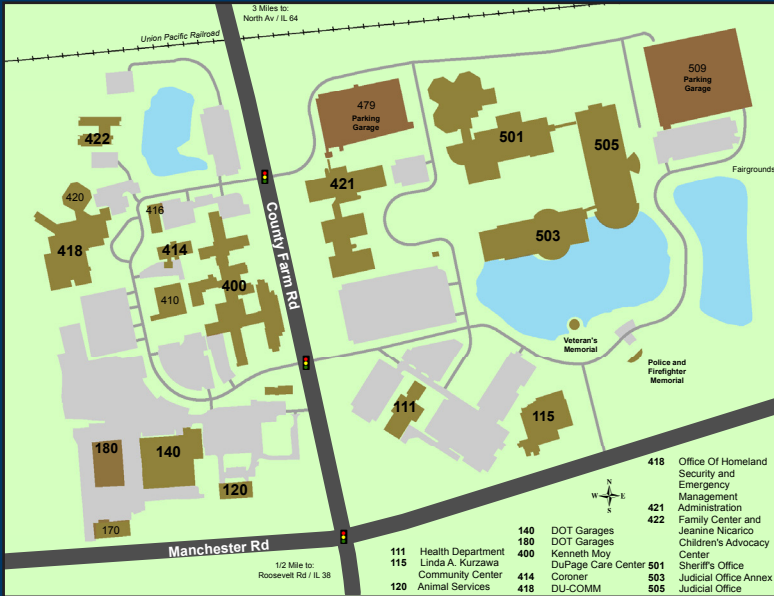 3 Miles to:
North Av / IL 64
Union Pacific Railroad
509
Parking
Garage
479
Parking
Garage
422
501
505
Fairgrounds
420
421
416
418
414
503
County Farm Rd
400
410
Veteran's
Memorial
Police and
Firefighter
Memorial
111
115
180
140
120
170
Manchester Rd
1/2 Mile to:
Roosevelt Rd / IL 38
N
W E
S
111 Health Department
115 Linda A. Kurzawa
Community Center
120 Animal Services
140 DOT Garages
180 DOT Garages
400 Kenneth Moy
DuPage Care Center
414 Coroner
418 DU-COMM
418 Office Of Homeland
Security and
Emergency
Management
421 Administration
422 Family Center and
Jeanine Nicarico
Children's Advocacy
Center
501 Sheriff's Office
503 Judicial Office Annex
505 Judicial Office